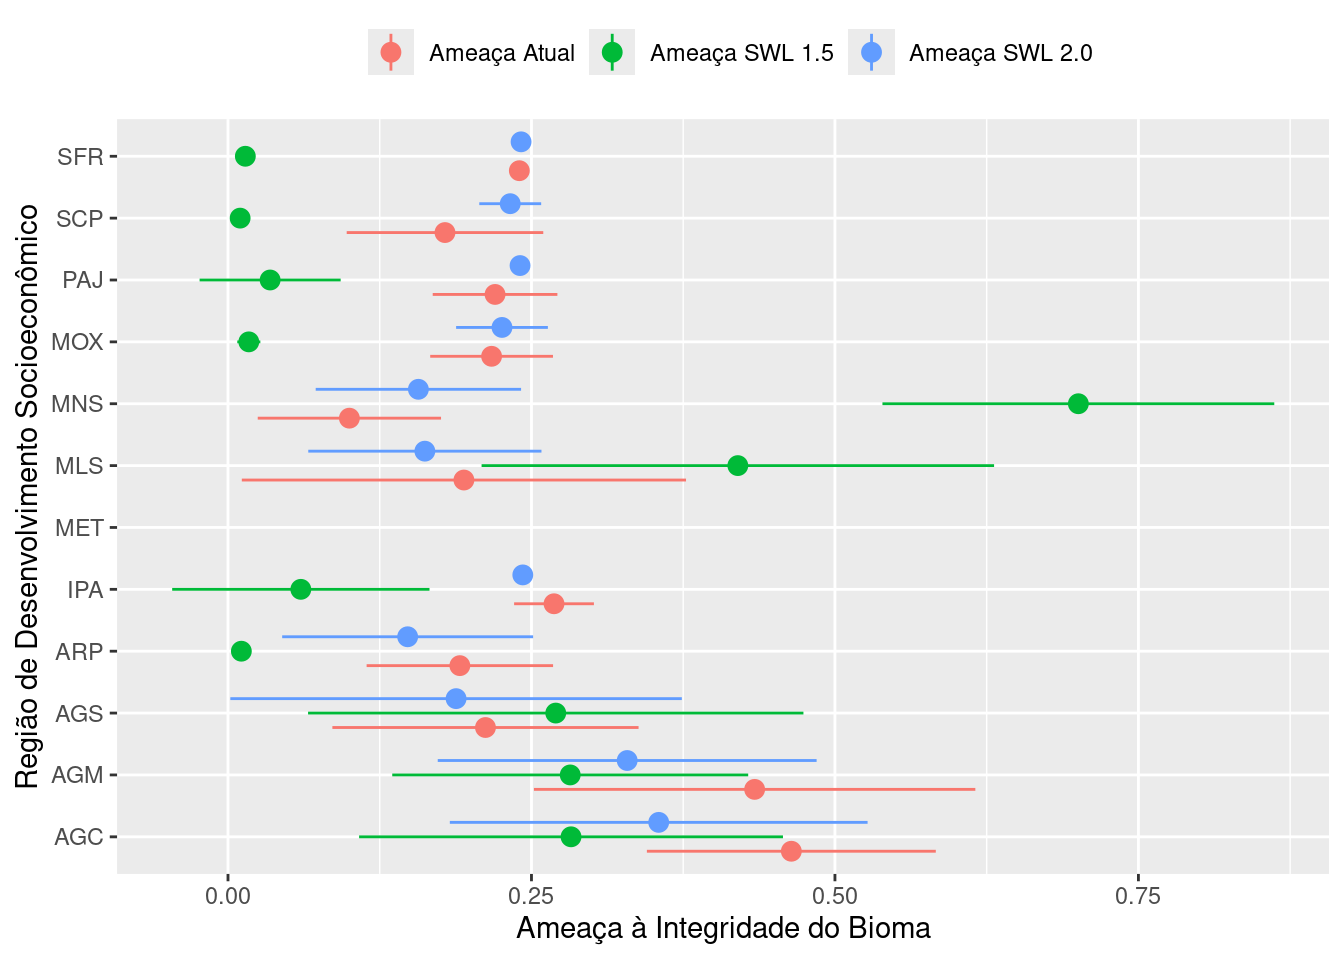 Ameaça Atual Ameaça SWL 1.5 Ameaça SWL 2.0
Região de Desenvolvimento Socioeconômico
SFR
SCP
PAJ
MOX
MNS
MLS
MET
IPA
ARP
AGS
AGM
AGC
0.00 0.25 0.50 0.75
Ameaça à Integridade do Bioma